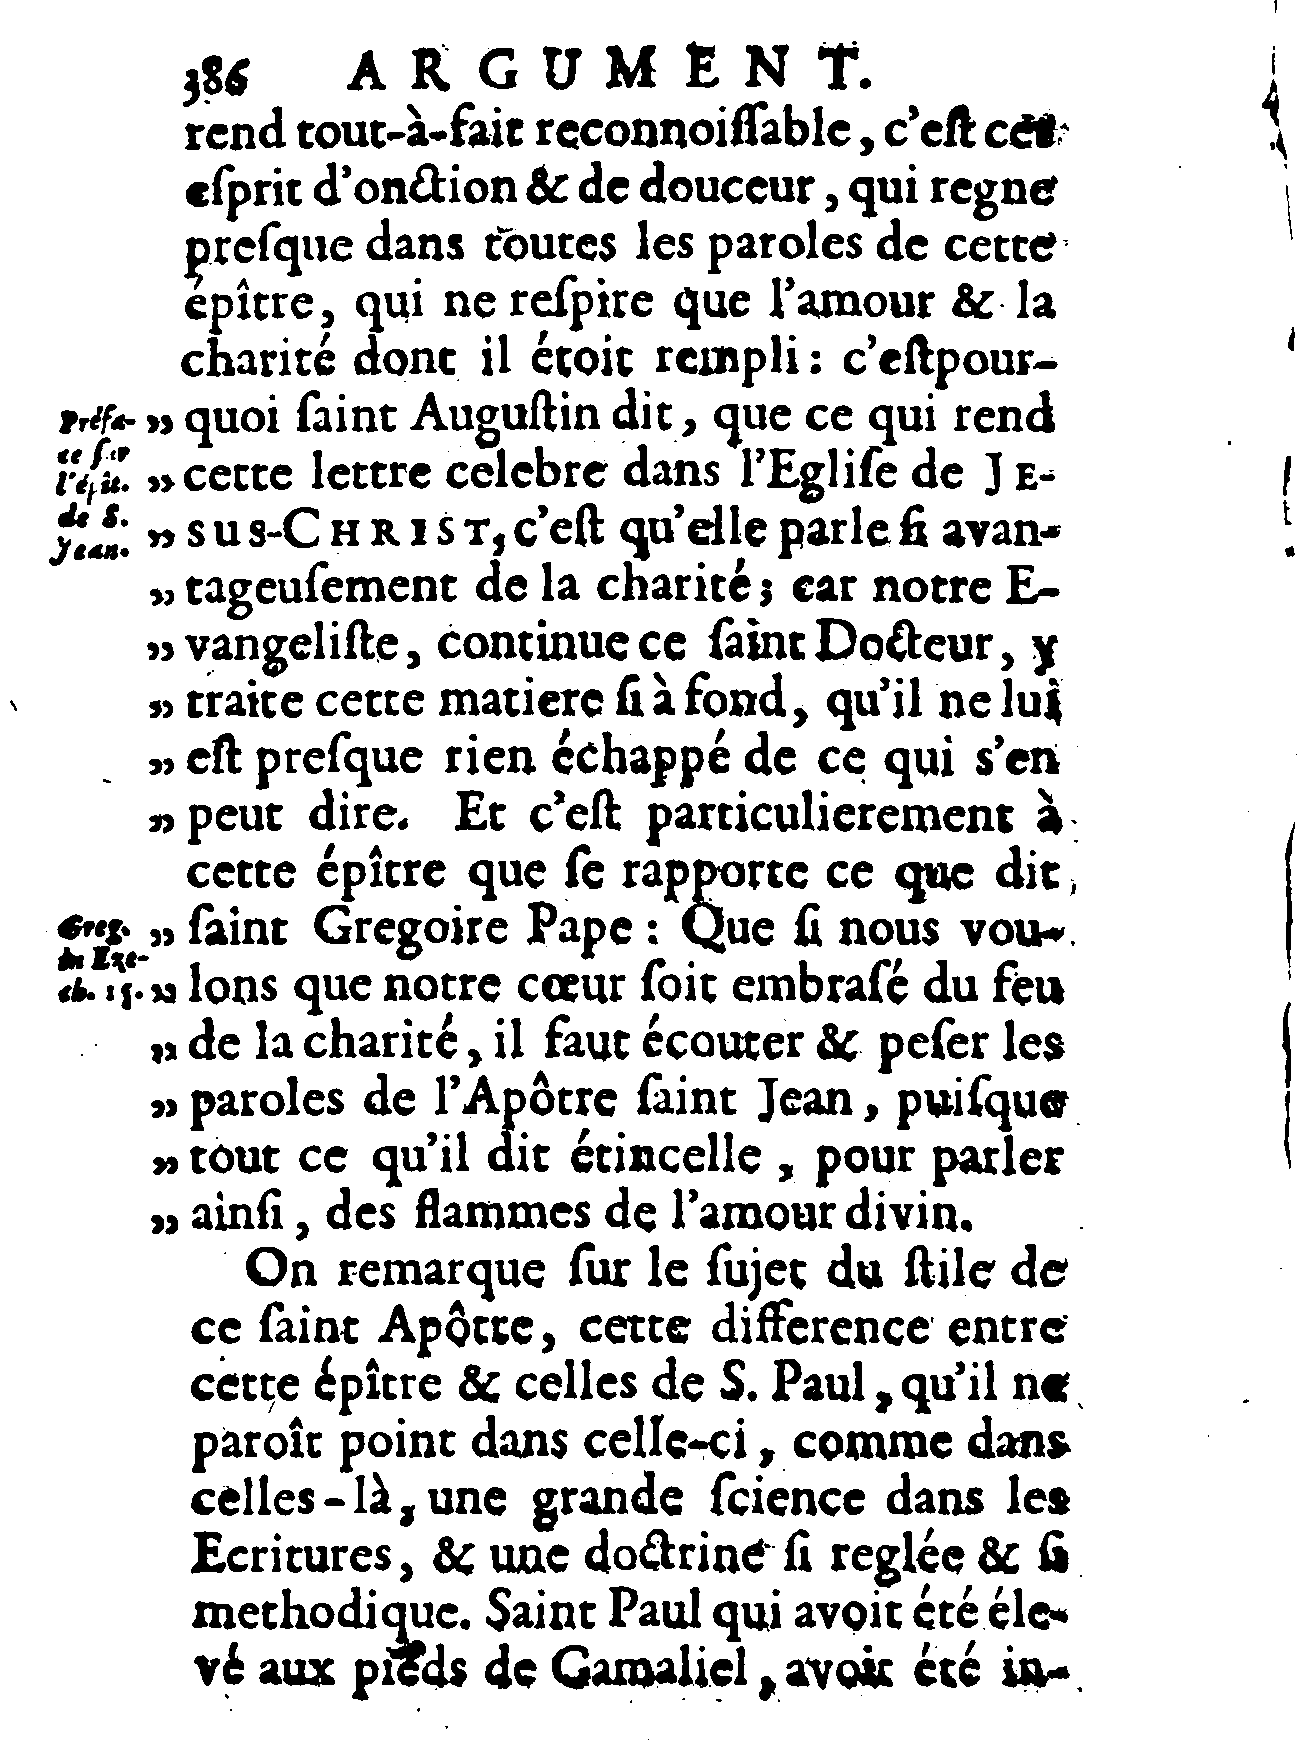 386 ARGUMENT.
rend tout-à-fait reconnoiſſable, c'eſt cet
eſprit d'onction & de douceur, qui regne
preſque dans toutes les paroles de cette
épître, qui ne reſpire que l'amour & la
charité dont il étoit rempli : c'eſtpour-
Préfa- „ quoi ſaint Auguſtin dit, que ce qui rend
ce ſur
l'épît. „ cette lettre celebre dans l'Egliſe de JE-
de S.
Jean. „ SUS-CHRIST, c'eſt qu'elle parle ſi avan-
„ tageuſement de la charité; car notre E-
„ vangeliſte, continue ce ſaint Docteur, y
„ traite cette matiere ſi à fond, qu'il ne lui
„ eſt preſque rien échappé de ce qui s'en
„ peut dire. Et c'eſt particulierement à
cette épître que ſe rapporte ce que dit
Greg. „ ſaint Gregoire Pape : Que ſi nous vou-
in Eze-
ch. 15. „ lons que notre cœur ſoit embraſé du feu
„ de la charité, il faut écouter & peſer les
„ paroles de l'Apôtre ſaint Jean, puiſque
„ tout ce qu'il dit étincelle, pour parler
„ ainſi, des flammes de l'amour divin.
On remarque ſur le ſujet du ſtile de
ce ſaint Apôtre, cette difference entre
cette épître & celles de S. Paul, qu'il ne
paroît point dans celle-ci, comme dans
celles-là, une grande ſcience dans les
Ecritures, & une doctrine ſi reglée & ſi
methodique. Saint Paul qui avoit été éle-
vé aux pieds de Gamaliel, avoit été in-